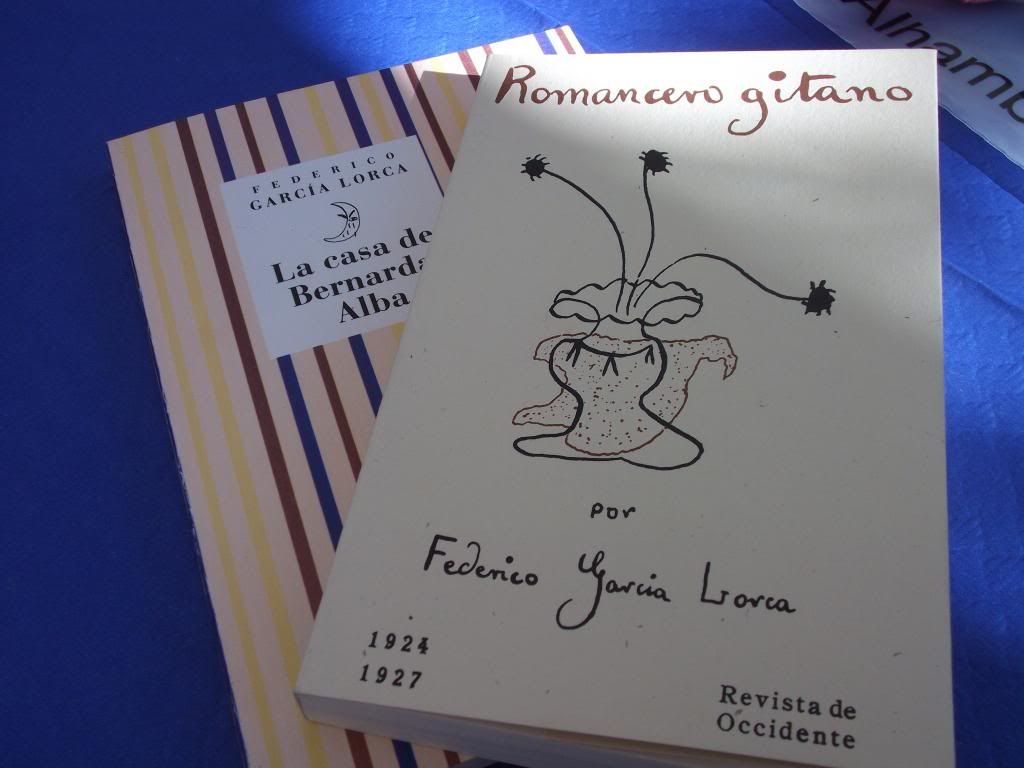 Romancero gitano
por
Federico García Lorca
1924
1927
Revista de
Occidente
FEDERICO
GARCÍA LORCA
La casa de
Bernarda
Alba
Alhamb